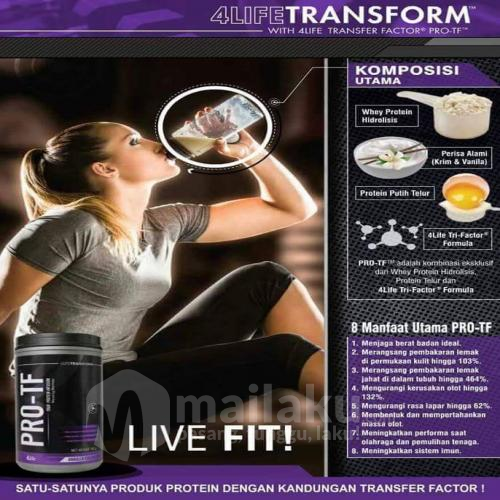 4LIFETRANSFORM™
WITH 4LIFE TRANSFER FACTOR® PRO-TF™
KOMPOSISI
UTAMA
Whey Protein
Hidrolisis
Perisa Alami
(Krim & Vanila)
Protein Putih Telur
4Life Tri-Factor®
Formula
PRO-TF™ adalah kombinasi eksklusif
dari Whey Protein Hidrolisis,
Protein Telur dan
4Life Tri-Factor® Formula
8 Manfaat Utama PRO-TF
1. Menjaga berat badan ideal.
2. Merangsang pembakaran lemak
di permukaan kulit hingga 103%.
3. Merangsang pembakaran lemak
jahat di dalam tubuh hingga 464%.
4. Mengurangi kerusakan otot hingga
132%.
5. Mengurangi rasa lapar hingga 62%.
6. Membentuk dan mempertahankan
massa otot.
7. Meningkatkan performa saat
olahraga dan pemulihan tenaga.
8. Meningkatkan sistem imun.
PRO-TF
4Life
mailaku
LIVE FIT!
SATU-SATUNYA PRODUK PROTEIN DENGAN KANDUNGAN TRANSFER FACTOR !